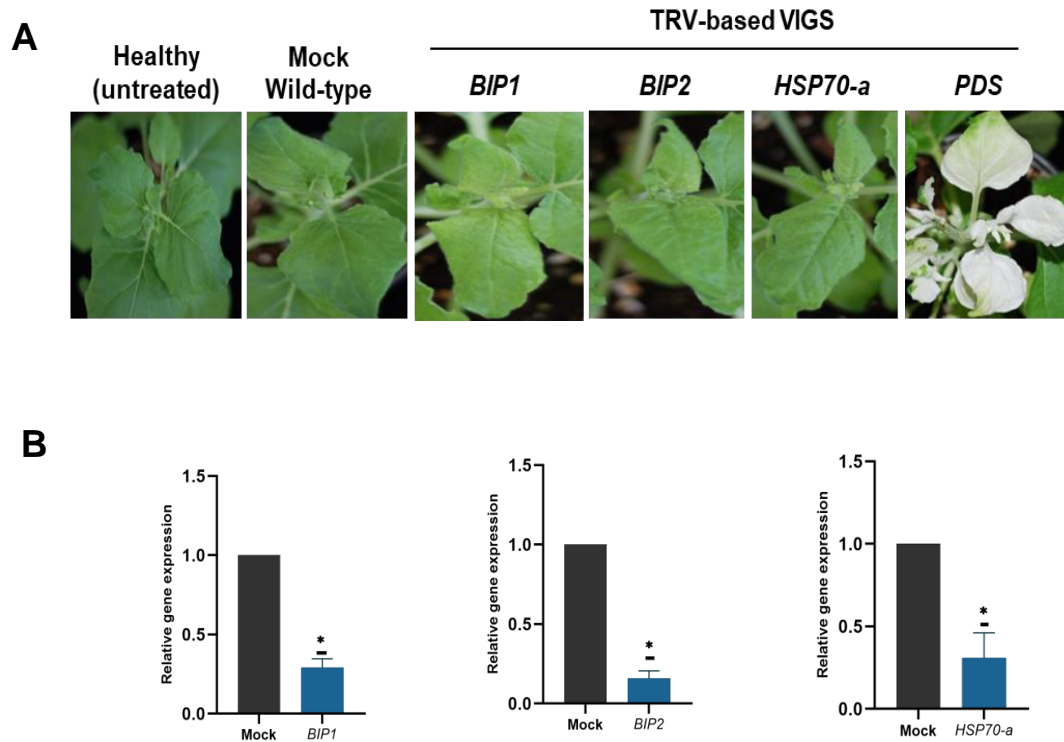 A
TRV-based VIGS
Healthy
(untreated)
Mock
Wild-type
BIP1
BIP2
HSP70-a
PDS
B
Relative gene expression
1.5
1.0
0.5
0.0
*
Mock
BIP1
Relative gene expression
1.5
1.0
0.5
0.0
*
Mock
BIP2
Relative gene expression
1.5
1.0
0.5
0.0
*
Mock
HSP70-a